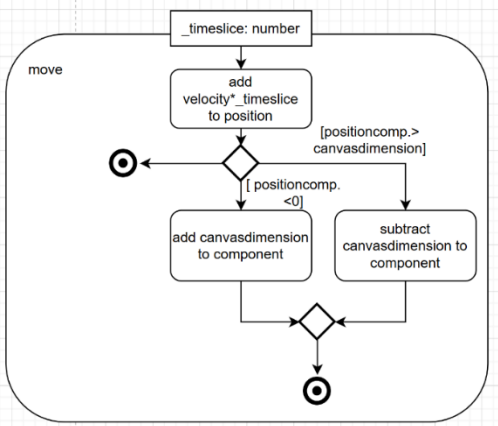 _timeslice: number
move
add
velocity*_timeslice
to position
[positioncomp.>
canvasdimension]
[ positioncomp.
<0]
add canvasdimension
to component
subtract
canvasdimension to
component